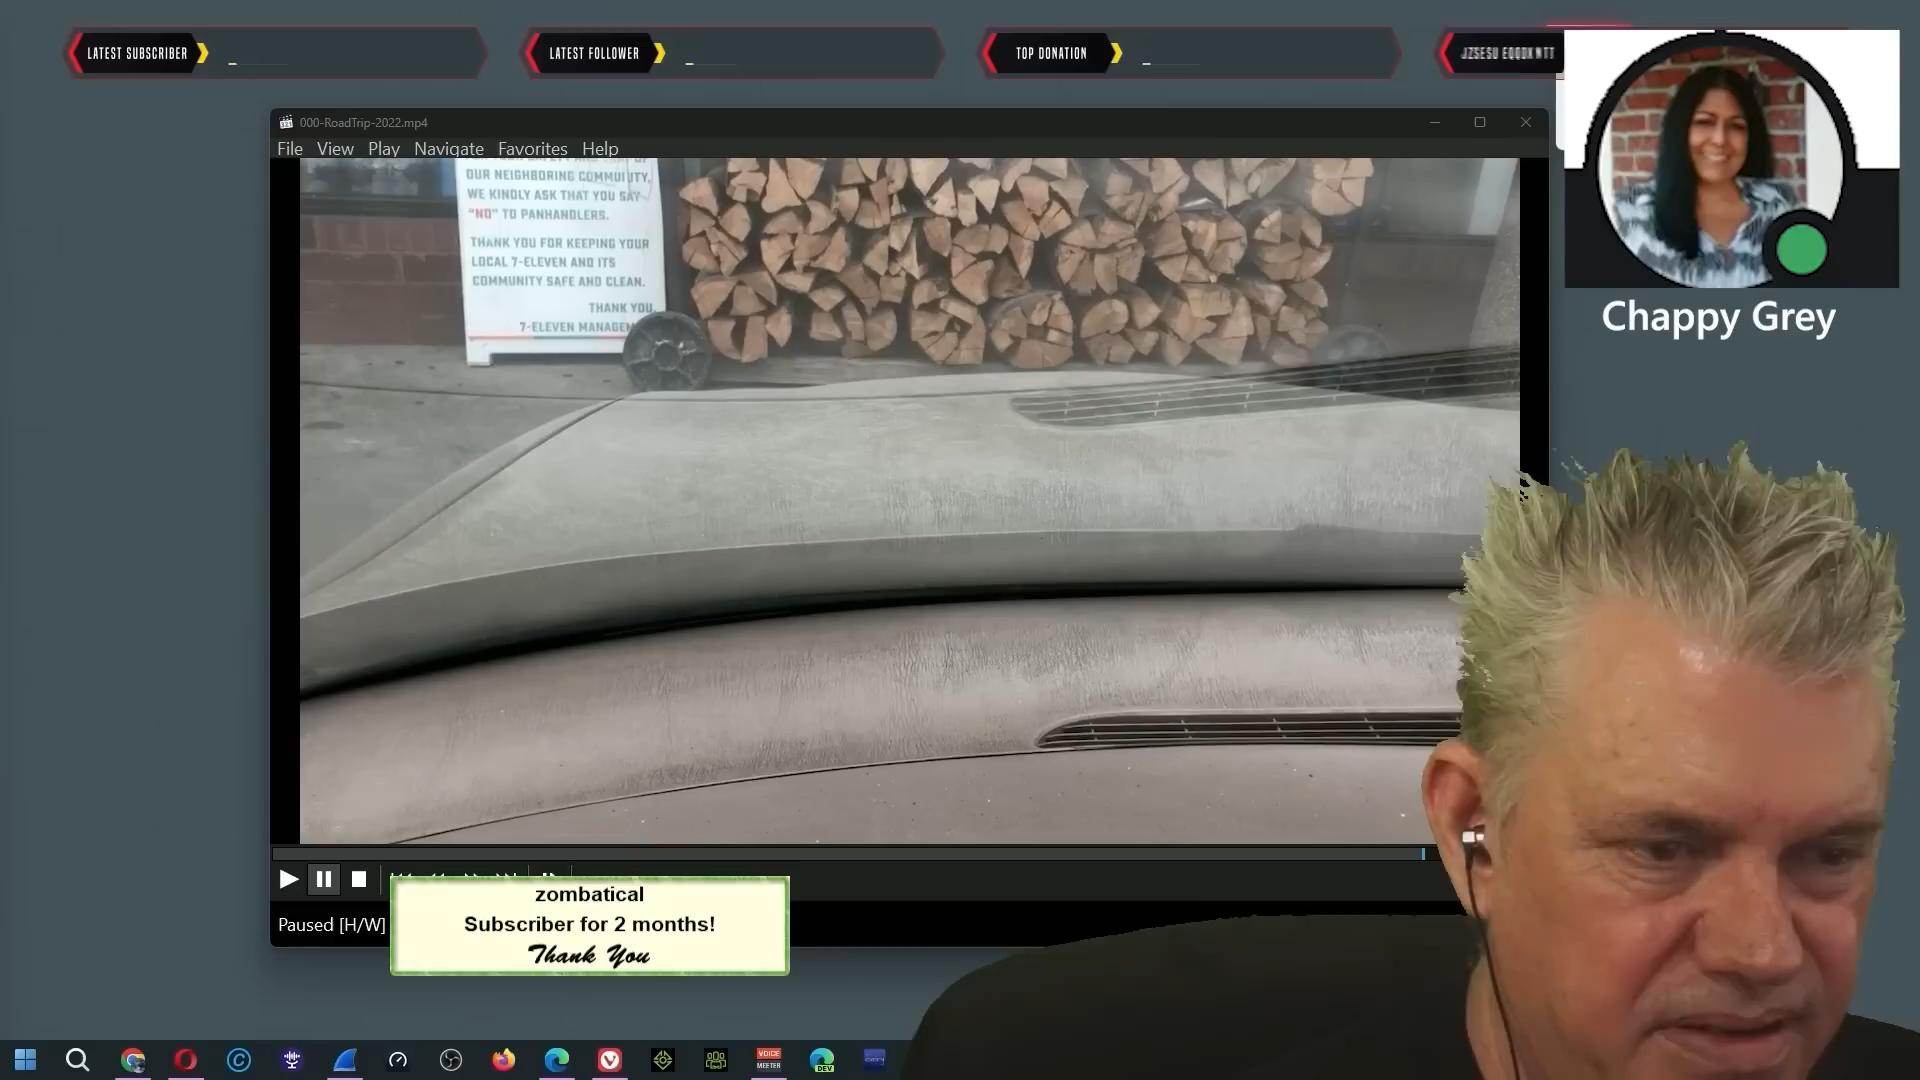 LATEST SUBSCRIBER
LATEST FOLLOWER
TOP DONATION
000-RoadTrip-2022.mp4
File View Play Navigate Favorites Help
OUR NEIGHBORING COMMUNITY,
WE KINDLY ASK THAT YOU SAY
"NO" TO PANHANDLERS.
THANK YOU FOR KEEPING YOUR
LOCAL 7-ELEVEN AND ITS
COMMUNITY SAFE AND CLEAN.
THANK YOU,
7-ELEVEN
Chappy Grey
zombatical
Subscriber for 2 months!
Thank You
Paused [H/W]
VOICE
MEETER
DEV